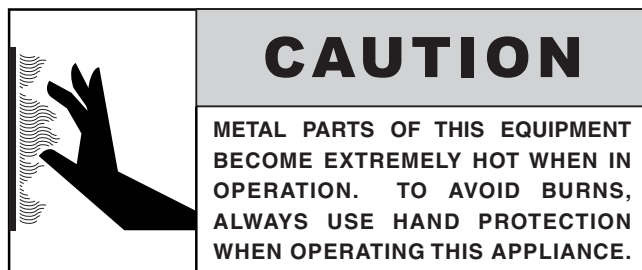 CAUTION
METAL PARTS OF THIS EQUIPMENT
BECOME EXTREMELY HOT WHEN IN
OPERATION. TO AVOID BURNS,
ALWAYS USE HAND PROTECTION
WHEN OPERATING THIS APPLIANCE.